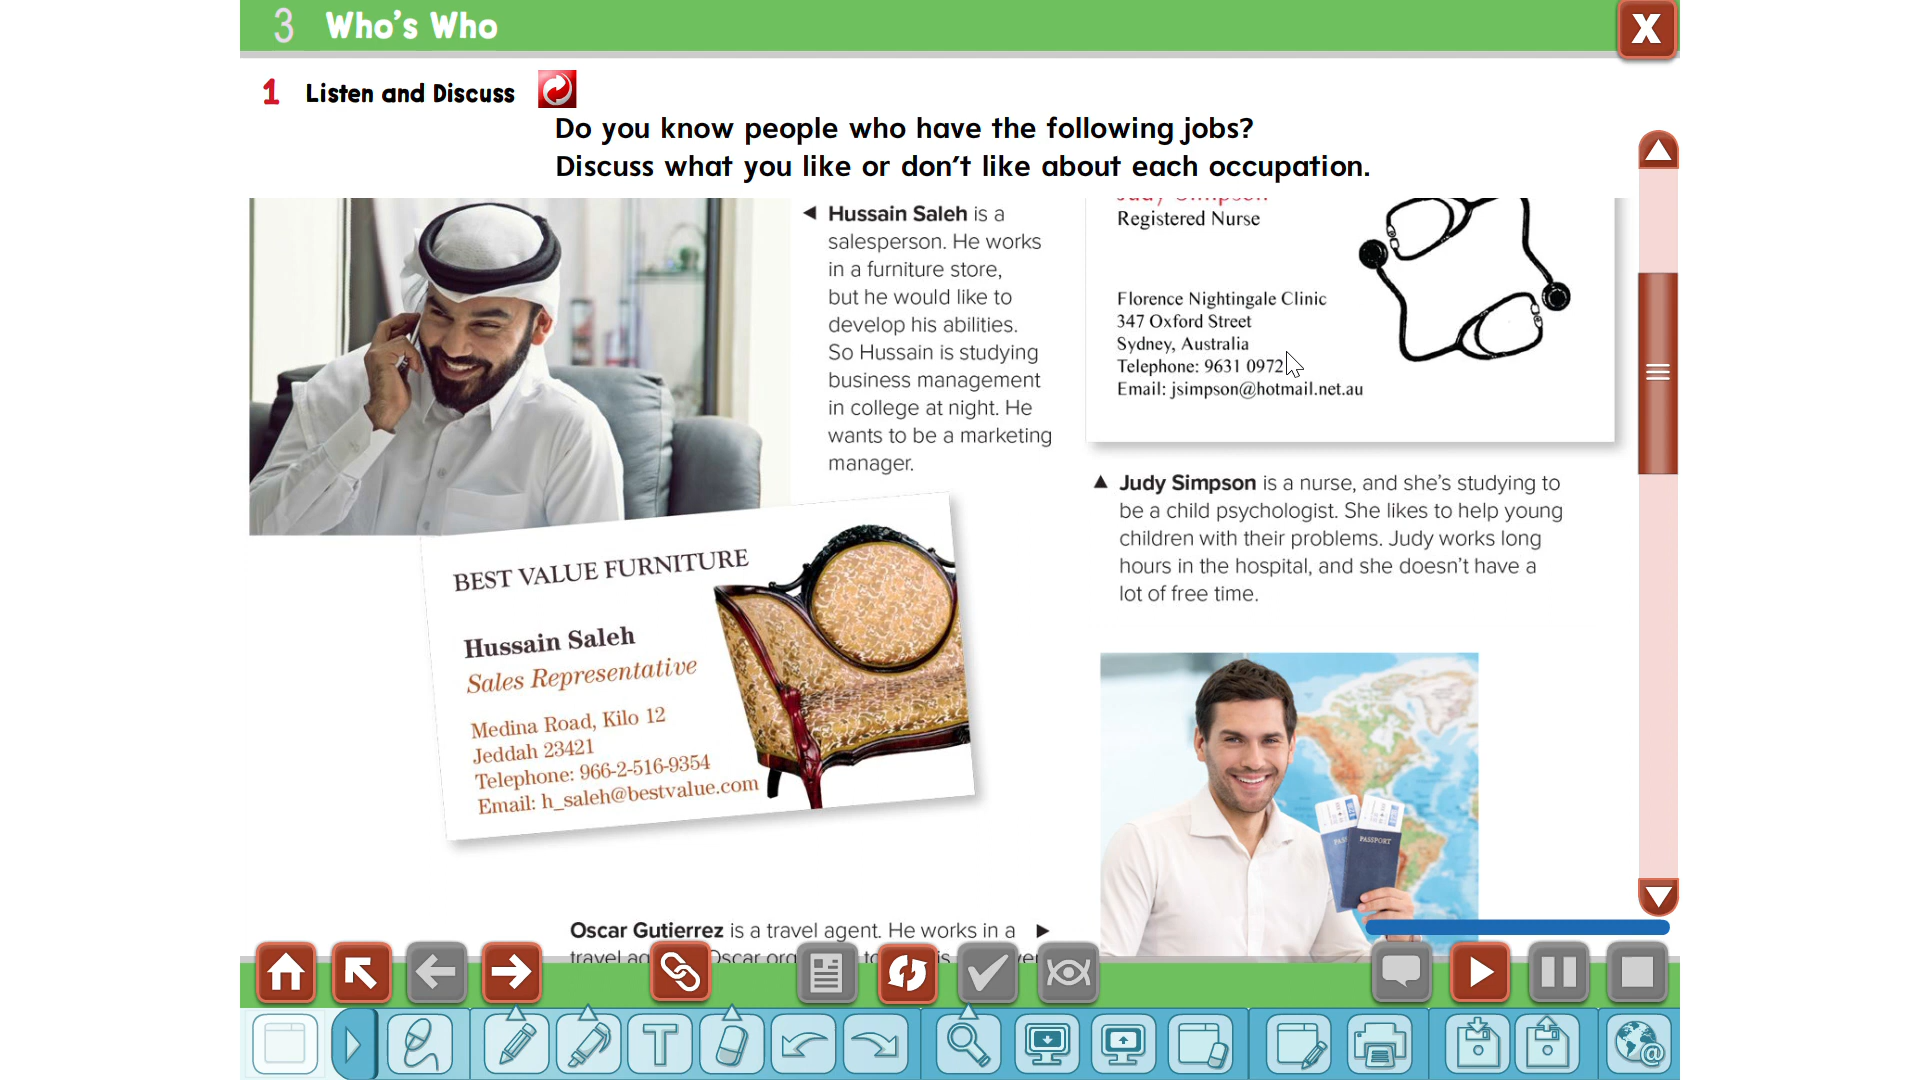 3 Who's Who
X
1 Listen and Discuss
Do you know people who have the following jobs?
Discuss what you like or don't like about each occupation.
Hussain Saleh is a
salesperson. He works
in a furniture store,
but he would like to
develop his abilities.
So Hussain is studying
business management
in college at night. He
wants to be a marketing
manager.
BEST VALUE FURNITURE
Hussain Saleh
Sales Representative
Medina Road, Kilo 12
Jeddah 23421
Telephone: 966-2-516-9354
Email: h_saleh@bestvalue.com
Judy Simpson
Registered Nurse
Florence Nightingale Clinic
347 Oxford Street
Sydney, Australia
Telephone: 9631 0972
Email: jsimpson@hotmail.net.au
Judy Simpson is a nurse, and she's studying to
be a child psychologist. She likes to help young
children with their problems. Judy works long
hours in the hospital, and she doesn't have a
lot of free time.
PASSPORT
Oscar Gutierrez is a travel agent. He works in a
travel Oscar
T
@